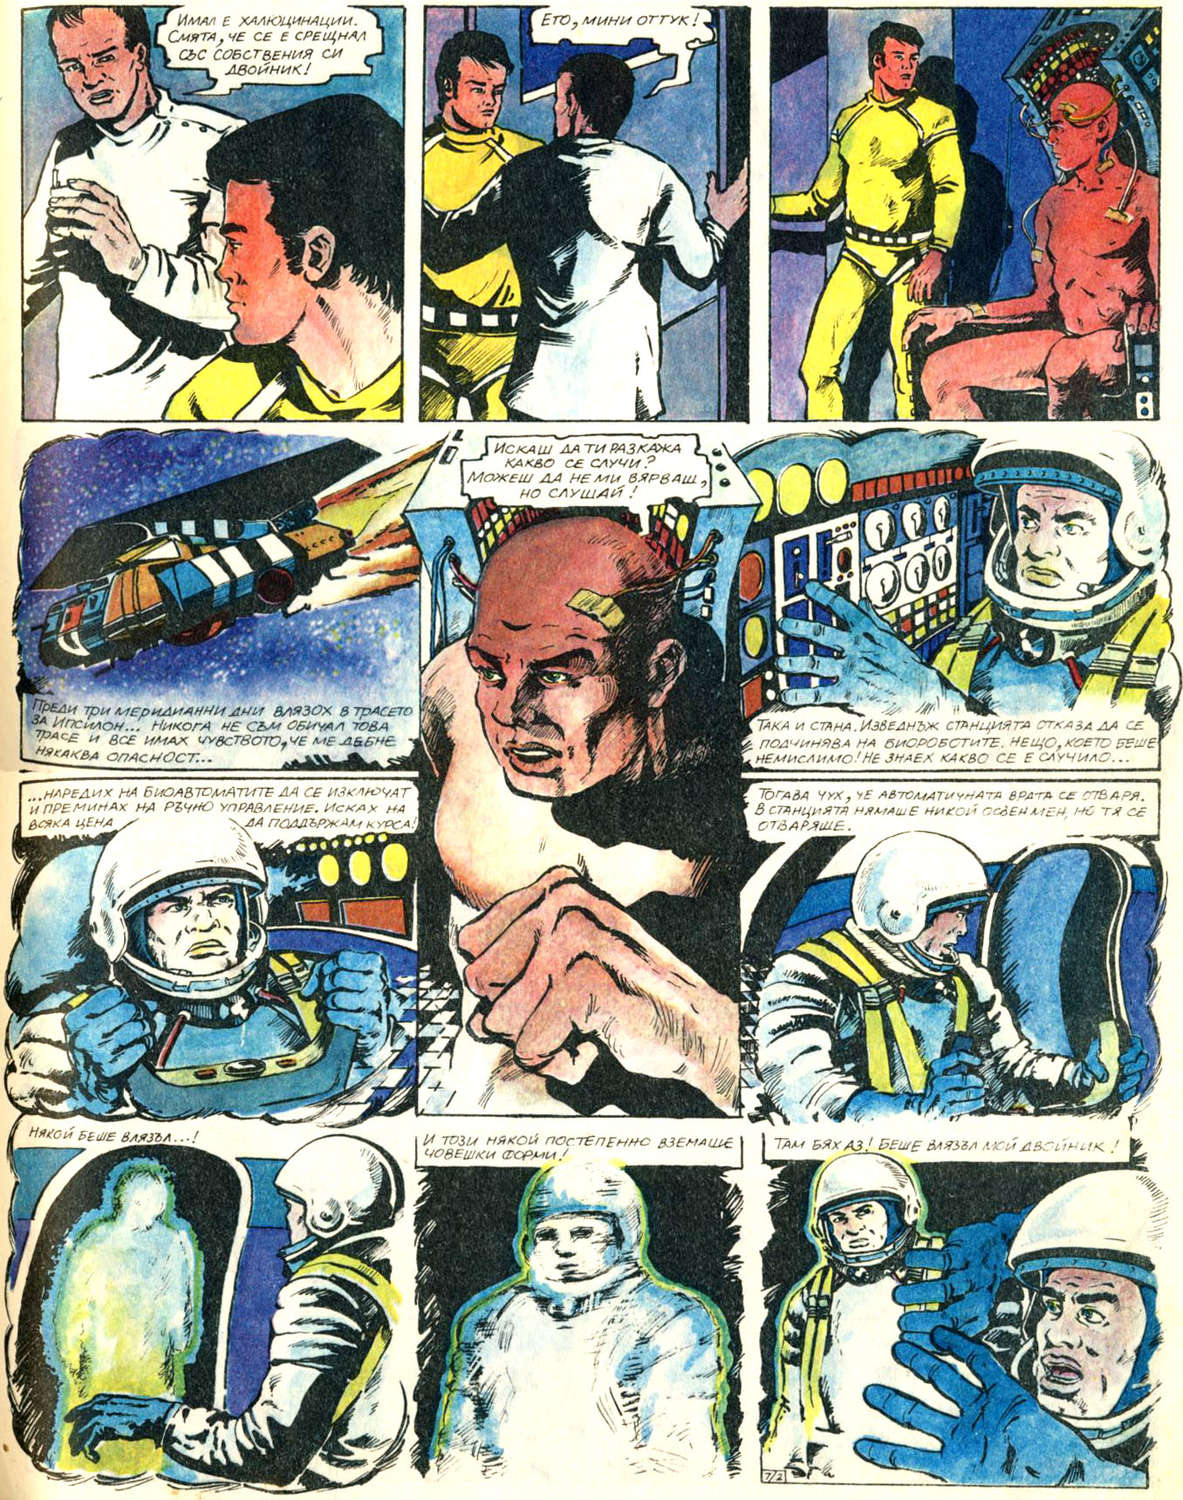 ИМАЛ Е ХАЛЮЦИНАЦИИ.
СМЯТА, ЧЕ СЕ Е СРЕЩНАЛ
СЪС СОБСТВЕНИЯ СИ
ДВОЙНИК!
ЕТО, МИНИ ОТТУК!
ПРЕДИ ТРИ МЕРИДИАННИ ДНИ ВЛЯЗОХ В ТРАСЕТО
ЗА ИПСИЛОН... НИКОГА НЕ СЪМ ОБИЧАЛ ТОВА
ТРАСЕ И ВСЕ ИМАХ ЧУВСТВОТО, ЧЕ МЕ ДЕБНЕ
НЯКАКВА ОПАСНОСТ...
ИСКАШ ДА ТИ РАЗКАЖА
КАКВО СЕ СЛУЧИ?
МОЖЕШ ДА НЕ МИ ВЯРВАШ,
НО СЛУШАЙ!
ТАКА И СТАНА. ИЗВЕДНЪЖ СТАНЦИЯТА ОТКАЗА ДА СЕ
ПОДЧИНЯВА НА БИОРОБОТИТЕ. НЕЩО, КОЕТО БЕШЕ
НЕМИСЛИМО! НЕ ЗНАЕХ КАКВО СЕ Е СЛУЧИЛО...
...НАРЕДИХ НА БИОАВТОМАТИТЕ ДА СЕ ИЗКЛЮЧАТ
И ПРЕМИНАХ НА РЪЧНО УПРАВЛЕНИЕ. ИСКАХ НА
ВСЯКА ЦЕНА ДА ПОДДЪРЖАМ КУРСА!
ТОГАВА ЧУХ, ЧЕ АВТОМАТИЧНАТА ВРАТА СЕ ОТВАРЯ.
В СТАНЦИЯТА НЯМАШЕ НИКОЙ ОСВЕН МЕН, НО ТЯ СЕ
ОТВАРЯШЕ.
НЯКОЙ БЕШЕ ВЛЯЗЪЛ...!
И ТОЗИ НЯКОЙ ПОСТЕПЕННО ВЗЕМАШЕ
ЧОВЕШКИ ФОРМИ!
ТАМ БЯХ АЗ! БЕШЕ ВЛЯЗЪЛ МОЙ ДВОЙНИК!
7/2